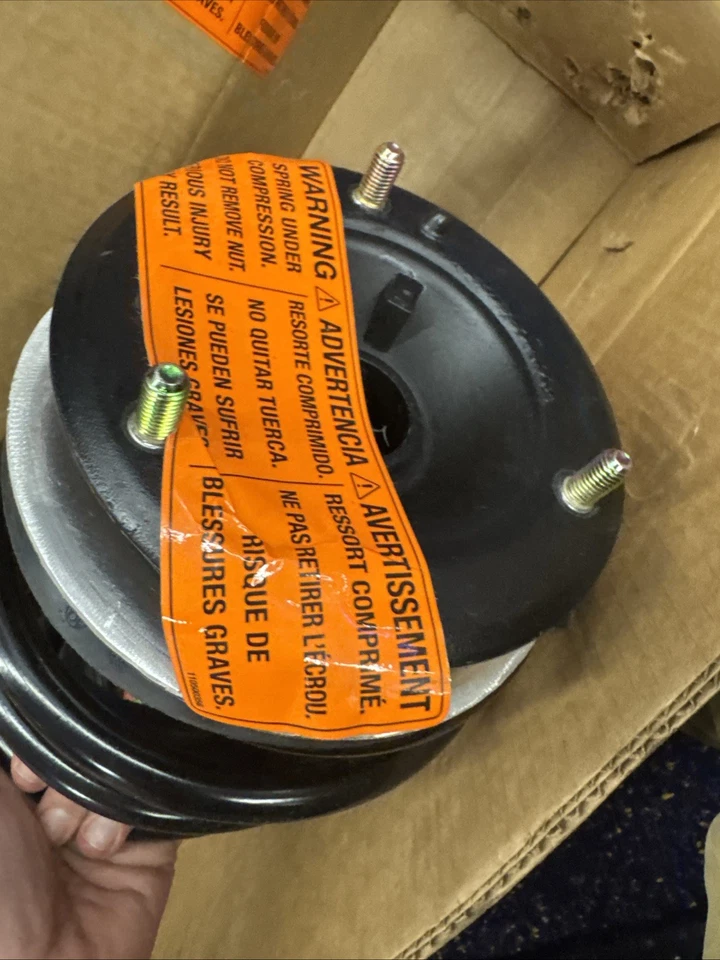 WARNING
SPRING UNDER
COMPRESSION.
DO NOT REMOVE NUT.
INJURY
RESULT.
ADVERTENCIA
RESORTE COMPRIMIDO.
NO QUITAR TUERCA.
SE PUEDEN SUFRIR
LESIONES GRAVES
AVERTISSEMENT
RESSORT COMPRIMÉ.
NE PAS RETIRER L'ÉCROU.
RISQUE DE
BLESSURES GRAVES.